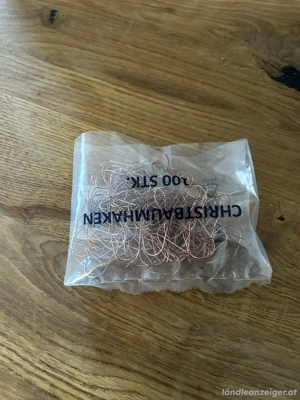 CHRISTBAUMHAKEN
100 STK.
ländleanzeiger.at